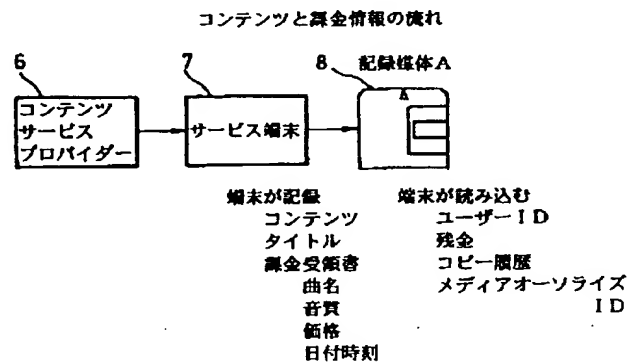 コンテンツと課金情報の流れ
6
7
8
記録媒体A
コンテンツ
サービス
プロバイダー
サービス端末
端末が記録
コンテンツ
タイトル
課金受領書
曲名
音質
価格
日付時刻
端末が読み込む
ユーザーID
残金
コピー履歴
メディアオーソライズ
ID